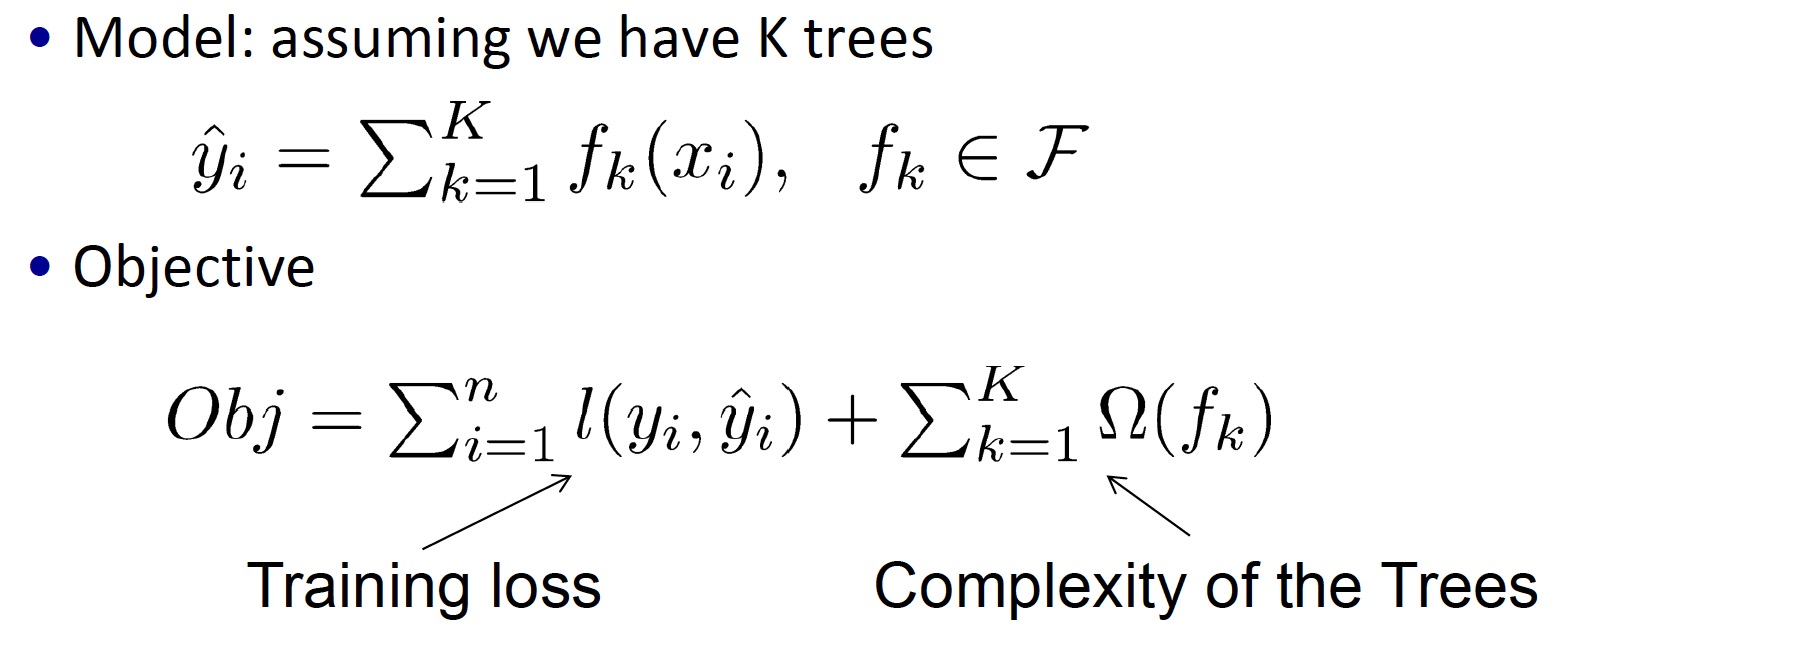 • Model: assuming we have K trees
$\hat{y}_i = \sum_{k=1}^{K} f_k(x_i), \quad f_k \in \mathcal{F}$
• Objective
$Obj = \sum_{i=1}^{n} l(y_i, \hat{y}_i) + \sum_{k=1}^{K} \Omega(f_k)$
Training loss Complexity of the Trees